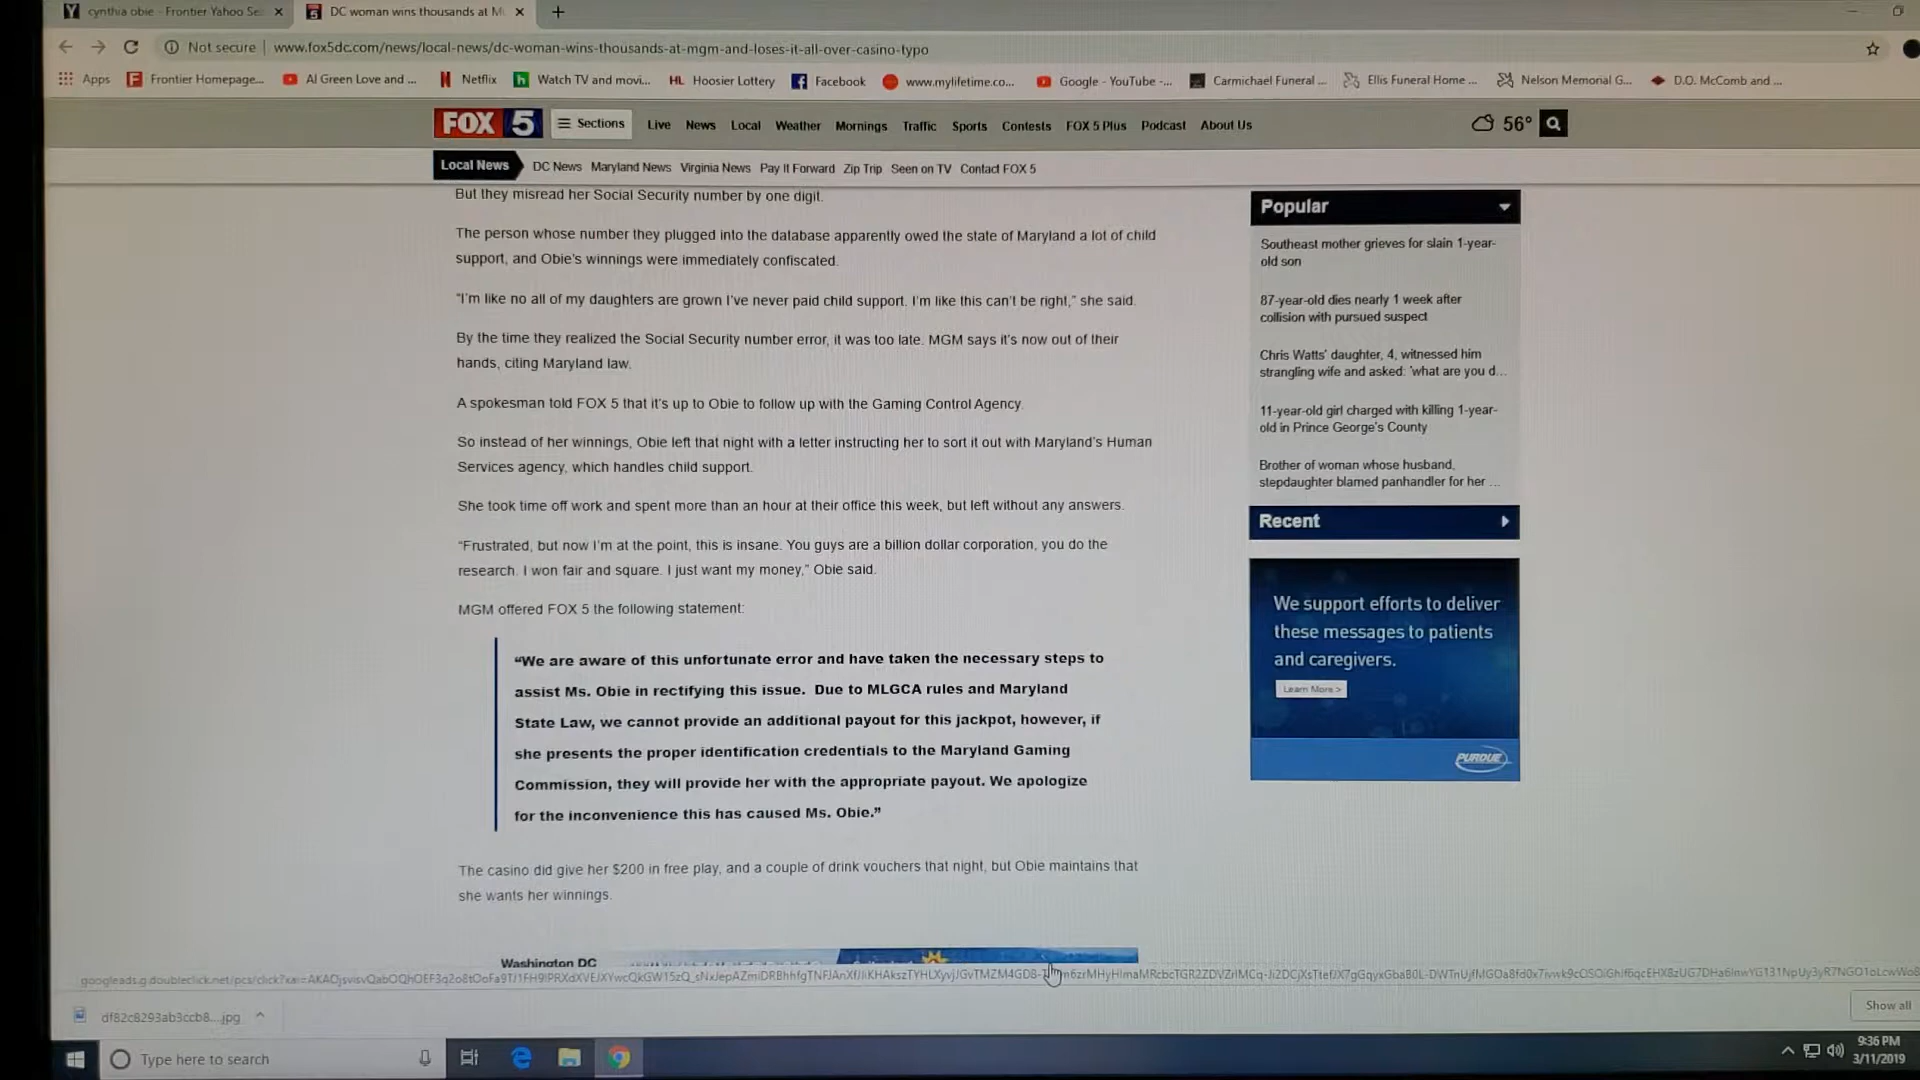 cynthia obie - Frontier Yahoo Se
DC woman wins thousands at M
Not secure | www.fox5dc.com/news/local-news/dc-woman-wins-thousands-at-mgm-and-loses-it-all-over-casino-typo
Apps Frontier Homepage... Al Green Love and ... Netflix Watch TV and movi... Hoosier Lottery Facebook www.mylifetime.co... Google - YouTube -... Carmichael Funeral ... Ellis Funeral Home ... Nelson Memorial G... D.O. McComb and ...
FOX 5 Sections Live News Local Weather Mornings Traffic Sports Contests FOX 5 Plus Podcast About Us 56°
Local News DC News Maryland News Virginia News Pay It Forward Zip Trip Seen on TV Contact FOX 5
But they misread her Social Security number by one digit.
The person whose number they plugged into the database apparently owed the state of Maryland a lot of child
support, and Obie's winnings were immediately confiscated.
“I'm like no all of my daughters are grown I've never paid child support. I'm like this can't be right,” she said.
By the time they realized the Social Security number error, it was too late. MGM says it's now out of their
hands, citing Maryland law.
A spokesman told FOX 5 that it's up to Obie to follow up with the Gaming Control Agency.
So instead of her winnings, Obie left that night with a letter instructing her to sort it out with Maryland's Human
Services agency, which handles child support.
She took time off work and spent more than an hour at their office this week, but left without any answers.
“Frustrated, but now I'm at the point, this is insane. You guys are a billion dollar corporation, you do the
research. I won fair and square. I just want my money,” Obie said.
MGM offered FOX 5 the following statement:
“We are aware of this unfortunate error and have taken the necessary steps to
assist Ms. Obie in rectifying this issue. Due to MLGCA rules and Maryland
State Law, we cannot provide an additional payout for this jackpot, however, if
she presents the proper identification credentials to the Maryland Gaming
Commission, they will provide her with the appropriate payout. We apologize
for the inconvenience this has caused Ms. Obie.”
The casino did give her $200 in free play, and a couple of drink vouchers that night, but Obie maintains that
she wants her winnings.
Washington DC
Popular
Southeast mother grieves for slain 1-year-
old son
87-year-old dies nearly 1 week after
collision with pursued suspect
Chris Watts' daughter, 4, witnessed him
strangling wife and asked: 'what are you d...
11-year-old girl charged with killing 1-year-
old in Prince George's County
Brother of woman whose husband,
stepdaughter blamed panhandler for her ...
Recent
We support efforts to deliver
these messages to patients
and caregivers.
Learn More >
PURDUE
df82c8293ab3ccb8....jpg
Show all
Type here to search
9:36 PM
3/11/2019